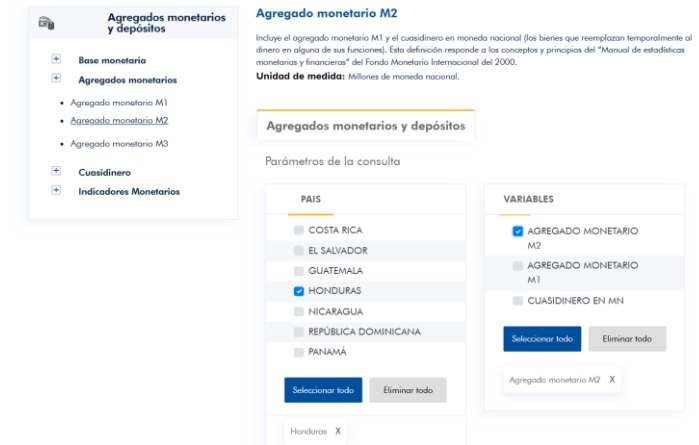 Agregados monetarios
y depósitos
Base monetaria
Agregados monetarios
Agregado monetario M1
Agregado monetario M2
Agregado monetario M3
Cuasidinero
Indicadores Monetarios
Agregado monetario M2
Incluye el agregado monetario M1 y el cuasidinero en moneda nacional (los bienes que reemplazan temporalmente al
dinero en alguna de sus funciones). Esta definición responde a los conceptos y principios del "Manual de estadísticas
monetarias y financieras" del Fondo Monetario Internacional del 2000.
Unidad de medida: Millones de moneda nacional.
Agregados monetarios y depósitos
Parámetros de la consulta
PAIS
COSTA RICA
EL SALVADOR
GUATEMALA
HONDURAS
NICARAGUA
REPÚBLICA DOMINICANA
PANAMÁ
Seleccionar todo Eliminar todo
Honduras X
VARIABLES
AGREGADO MONETARIO
M2
AGREGADO MONETARIO
M1
CUASIDINERO EN MN
Seleccionar todo Eliminar todo
Agregado monetario M2 X